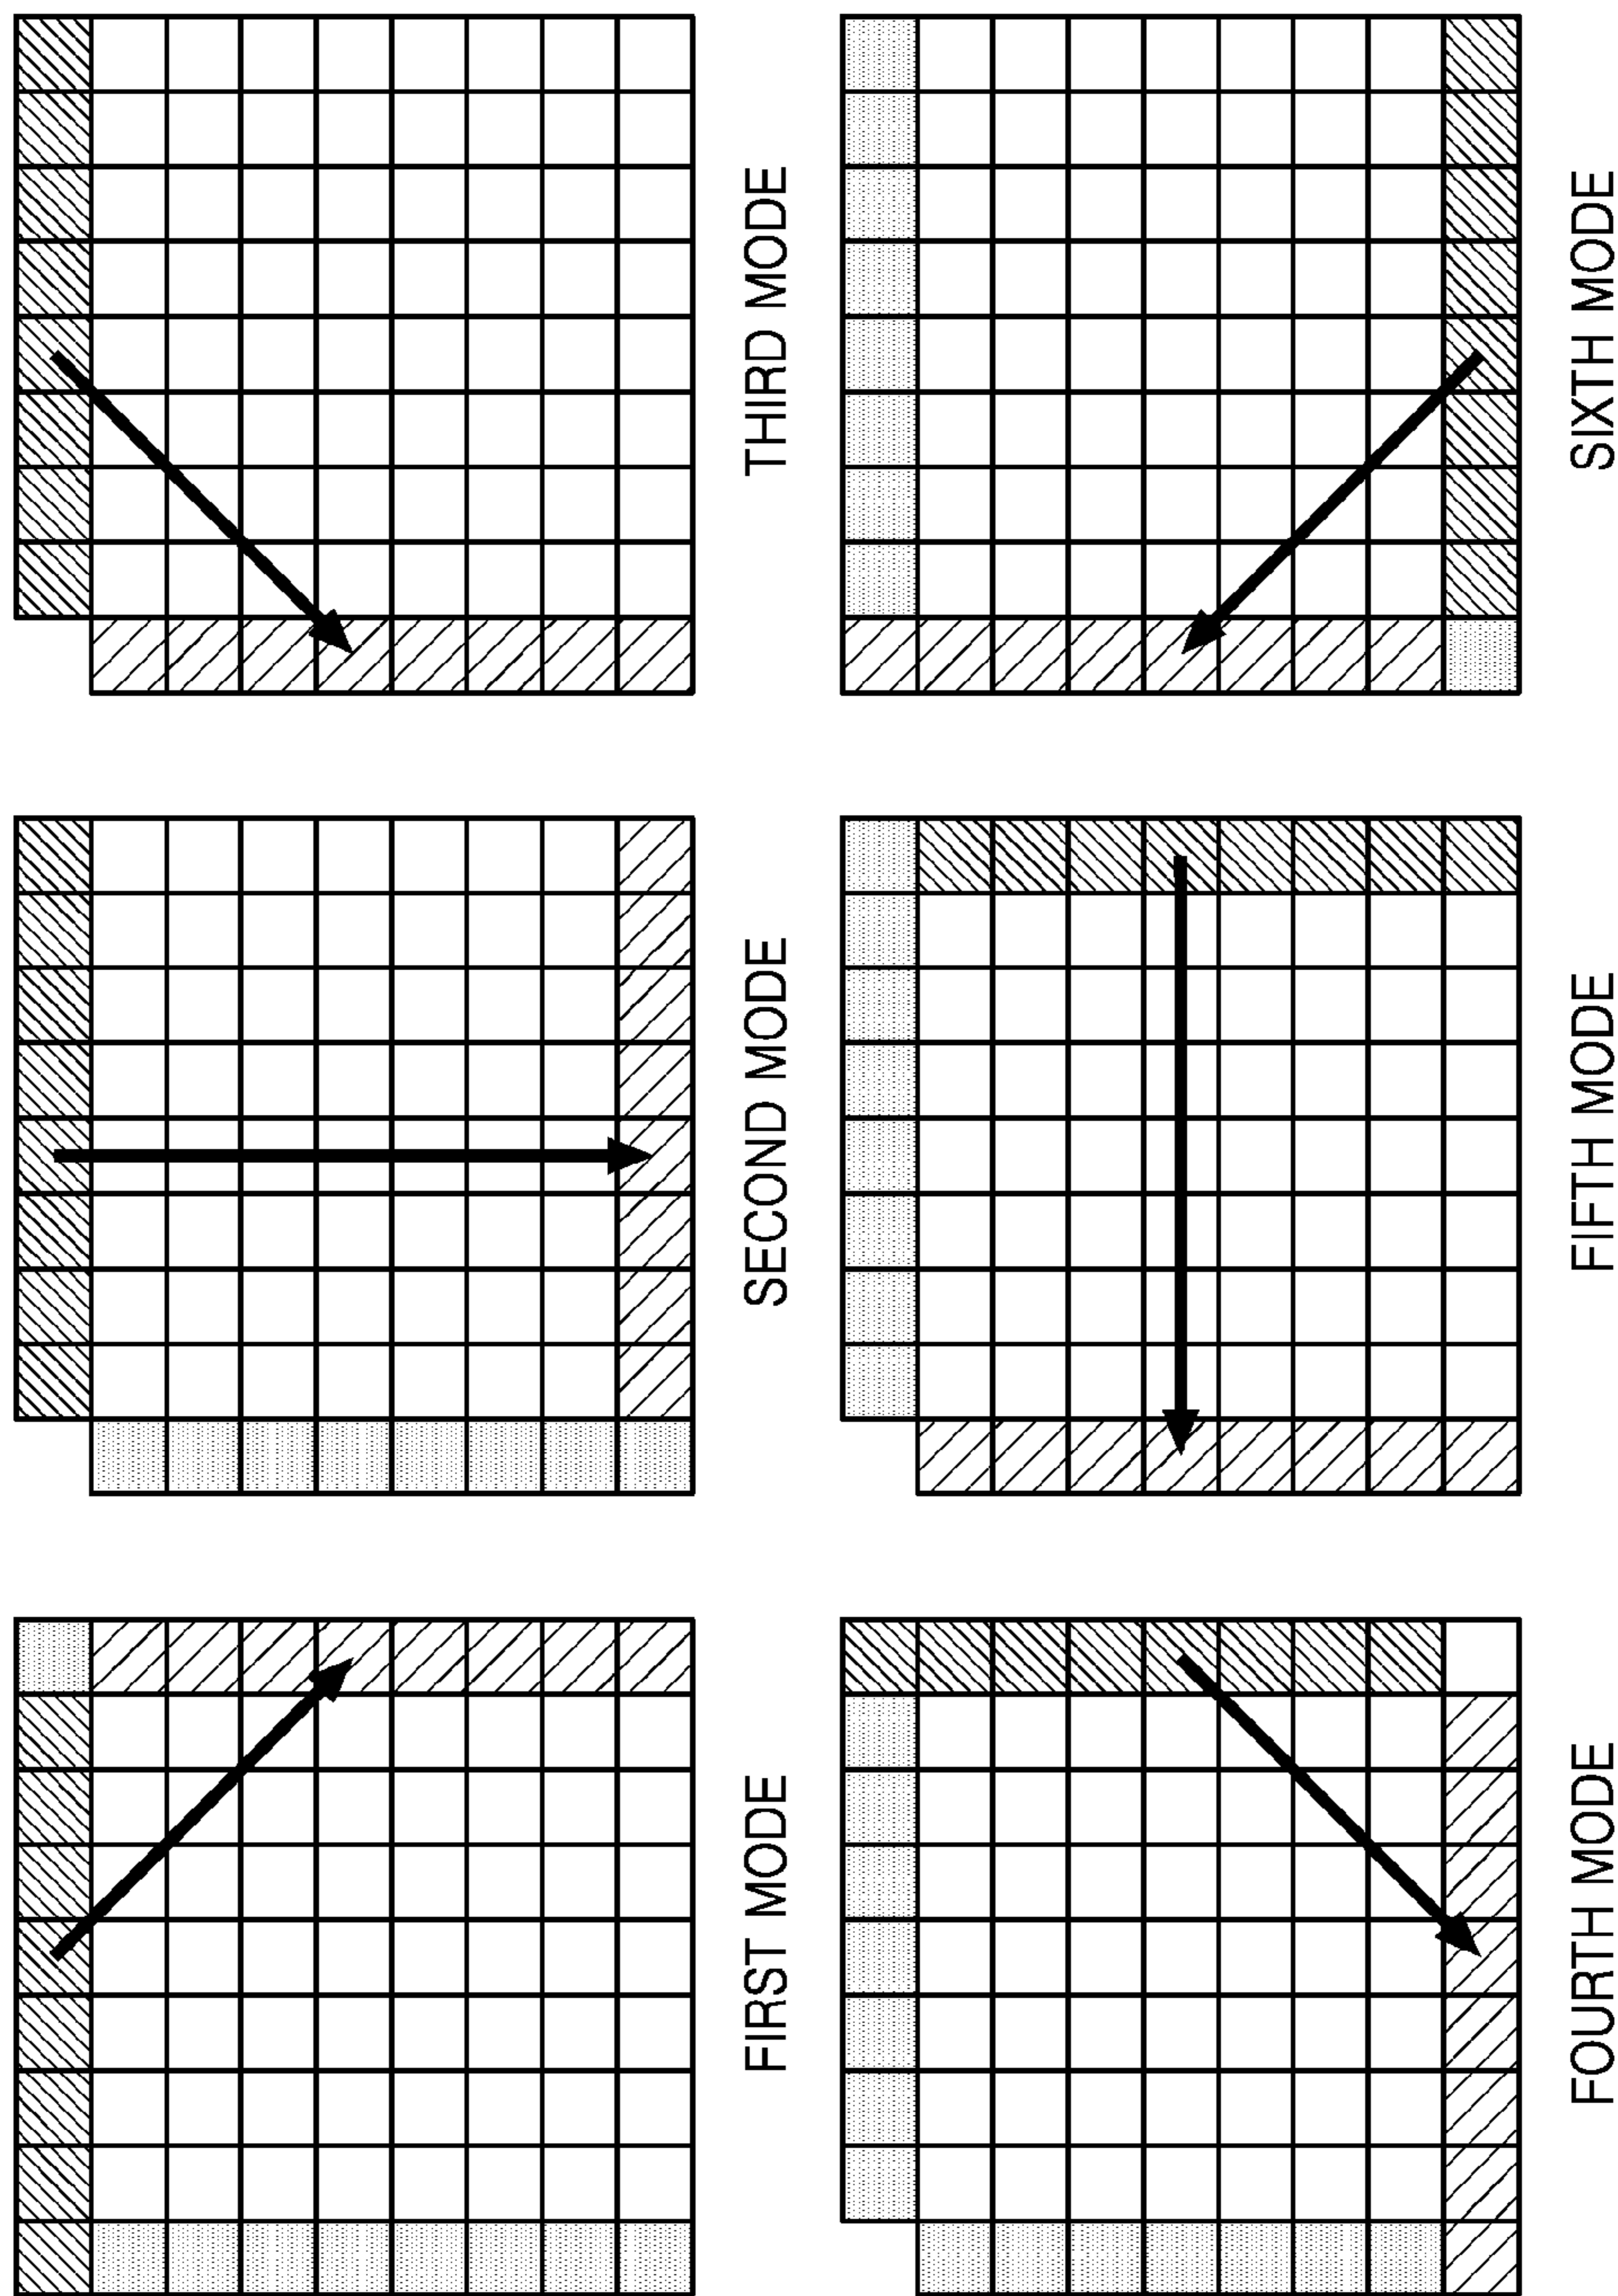 FIRST MODE
SECOND MODE
THIRD MODE
FOURTH MODE
FIFTH MODE
SIXTH MODE